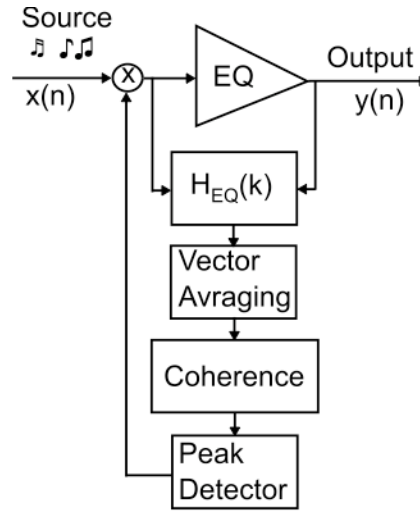 Source
x(n)
X
EQ
Output
y(n)
H_EQ(k)
Vector
Avraging
Coherence
Peak
Detector